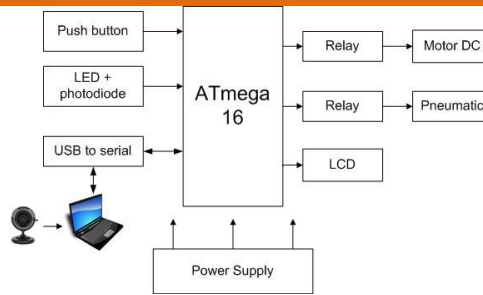 Push button
LED +
photodiode
USB to serial
ATmega
16
Relay
Motor DC
Relay
Pneumatic
LCD
Power Supply